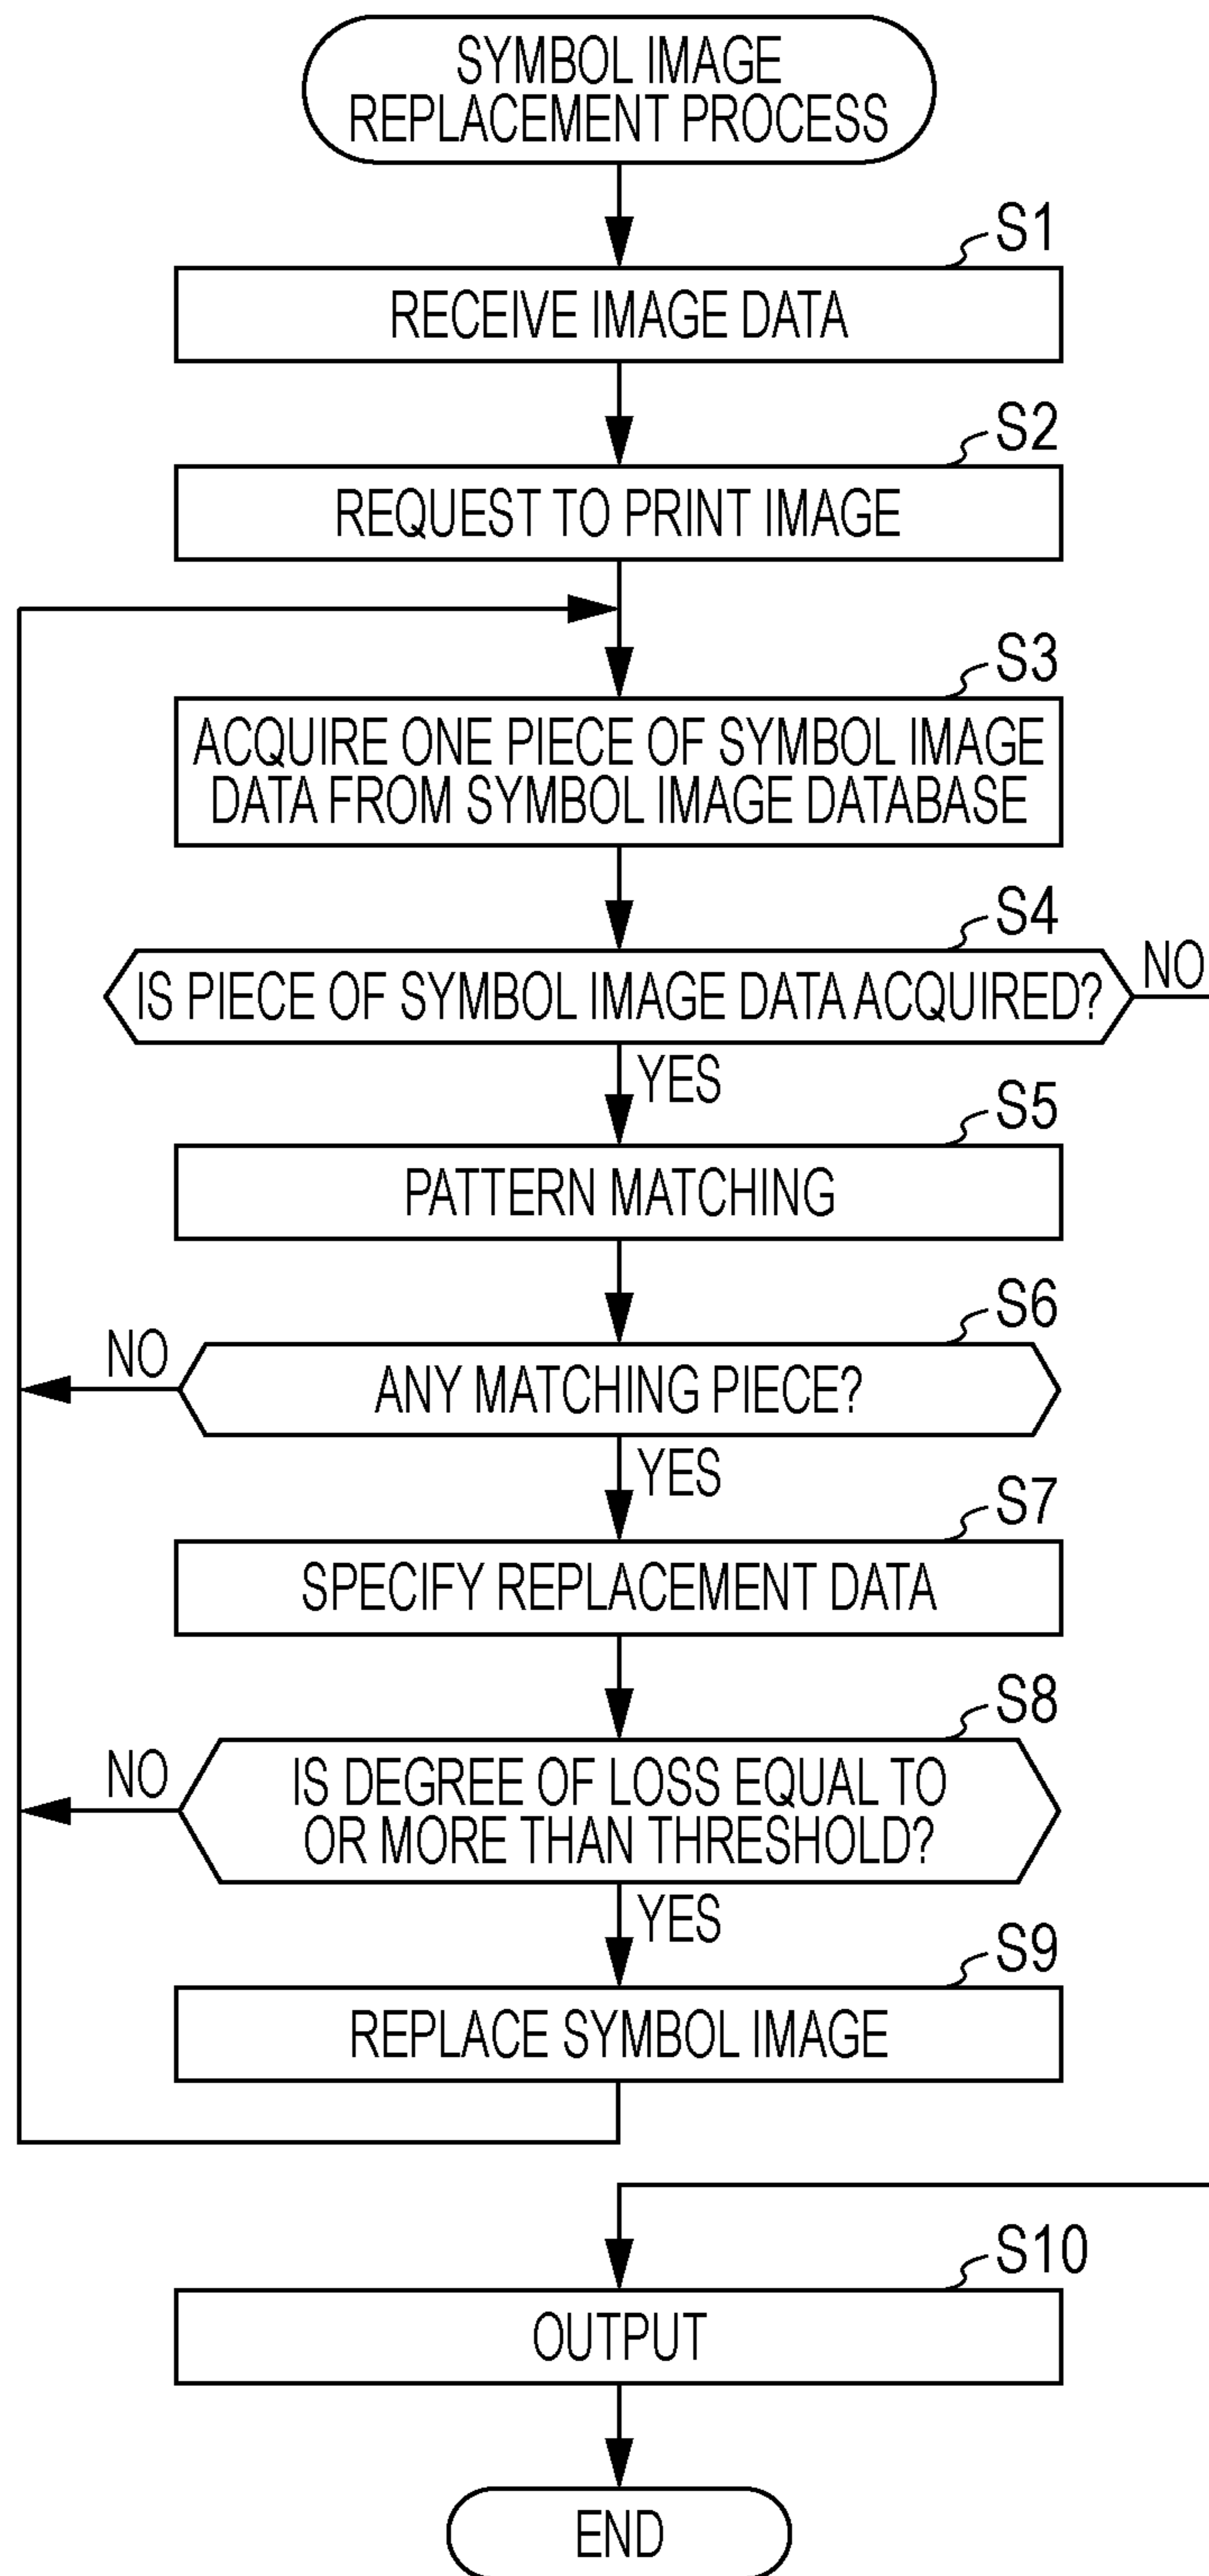 SYMBOL IMAGE
REPLACEMENT PROCESS
S1
RECEIVE IMAGE DATA
S2
REQUEST TO PRINT IMAGE
S3
ACQUIRE ONE PIECE OF SYMBOL IMAGE
DATA FROM SYMBOL IMAGE DATABASE
S4
IS PIECE OF SYMBOL IMAGE DATA ACQUIRED?
NO
YES
S5
PATTERN MATCHING
S6
NO
ANY MATCHING PIECE?
YES
S7
SPECIFY REPLACEMENT DATA
S8
NO
IS DEGREE OF LOSS EQUAL TO
OR MORE THAN THRESHOLD?
YES
S9
REPLACE SYMBOL IMAGE
S10
OUTPUT
END